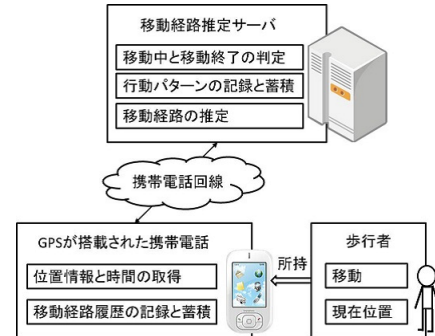 移動経路推定サーバ
移動中と移動終了の判定
行動パターンの記録と蓄積
移動経路の推定
携帯電話回線
GPSが搭載された携帯電話
位置情報と時間の取得
移動経路履歴の記録と蓄積
所持
歩行者
移動
現在位置